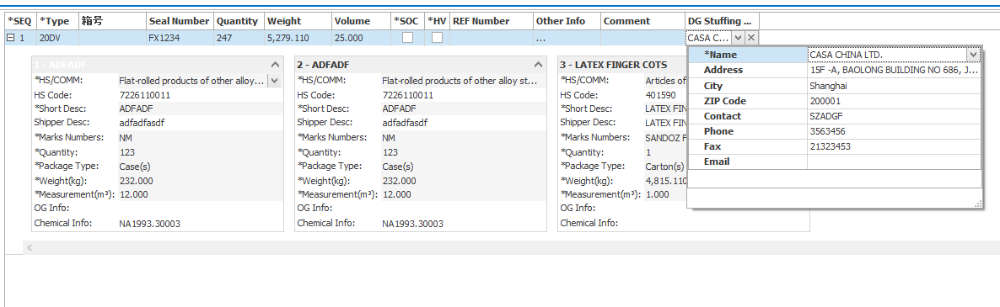 *SEQ *Type 箱号 Seal Number Quantity Weight Volume *SOC *HV REF Number Other Info Comment DG Stuffing ...
1 20DV FX1234 247 5,279.110 25.000 ... CASA C...
1 - ADFADF
*HS/COMM: Flat-rolled products of other alloy...
HS Code: 7226110011
*Short Desc: ADFADF
Shipper Desc: adfadfasdf
*Marks Numbers: NM
*Quantity: 123
*Package Type: Case(s)
*Weight(kg): 232.000
*Measurement(m³): 12.000
OG Info:
Chemical Info: NA1993.30003
2 - ADFADF
*HS/COMM: Flat-rolled products of other alloy st...
HS Code: 7226110011
*Short Desc: ADFADF
Shipper Desc: adfadfasdf
*Marks Numbers: NM
*Quantity: 123
*Package Type: Case(s)
*Weight(kg): 232.000
*Measurement(m³): 12.000
OG Info:
Chemical Info: NA1993.30003
3 - LATEX FINGER COTS
*HS/COMM: Articles of
HS Code: 401590
*Short Desc: LATEX FIN
Shipper Desc: LATEX FIN
*Marks Numbers: SANDOZ F
*Quantity: 1
*Package Type: Carton(s)
*Weight(kg): 4,815.110
*Measurement(m³): 1.000
OG Info:
Chemical Info:
*Name CASA CHINA LTD.
Address 15F -A, BAOLONG BUILDING NO 686, J...
City Shanghai
ZIP Code 200001
Contact SZADGF
Phone 3563456
Fax 21323453
Email